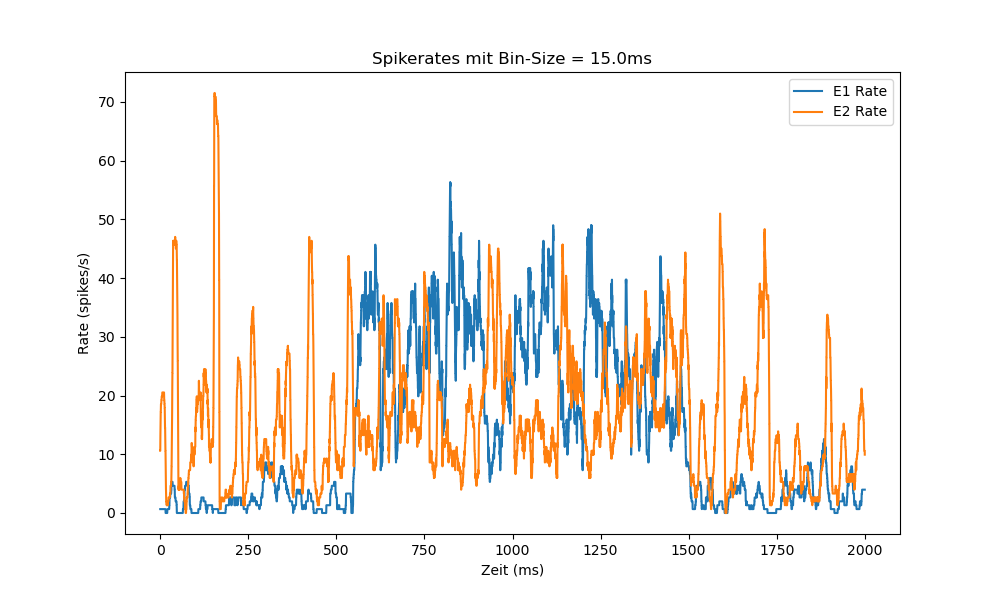 Spikerates mit Bin-Size = 15.0ms
E1 Rate
E2 Rate
70
60
50
40
30
20
10
0
Rate (spikes/s)
0 250 500 750 1000 1250 1500 1750 2000
Zeit (ms)